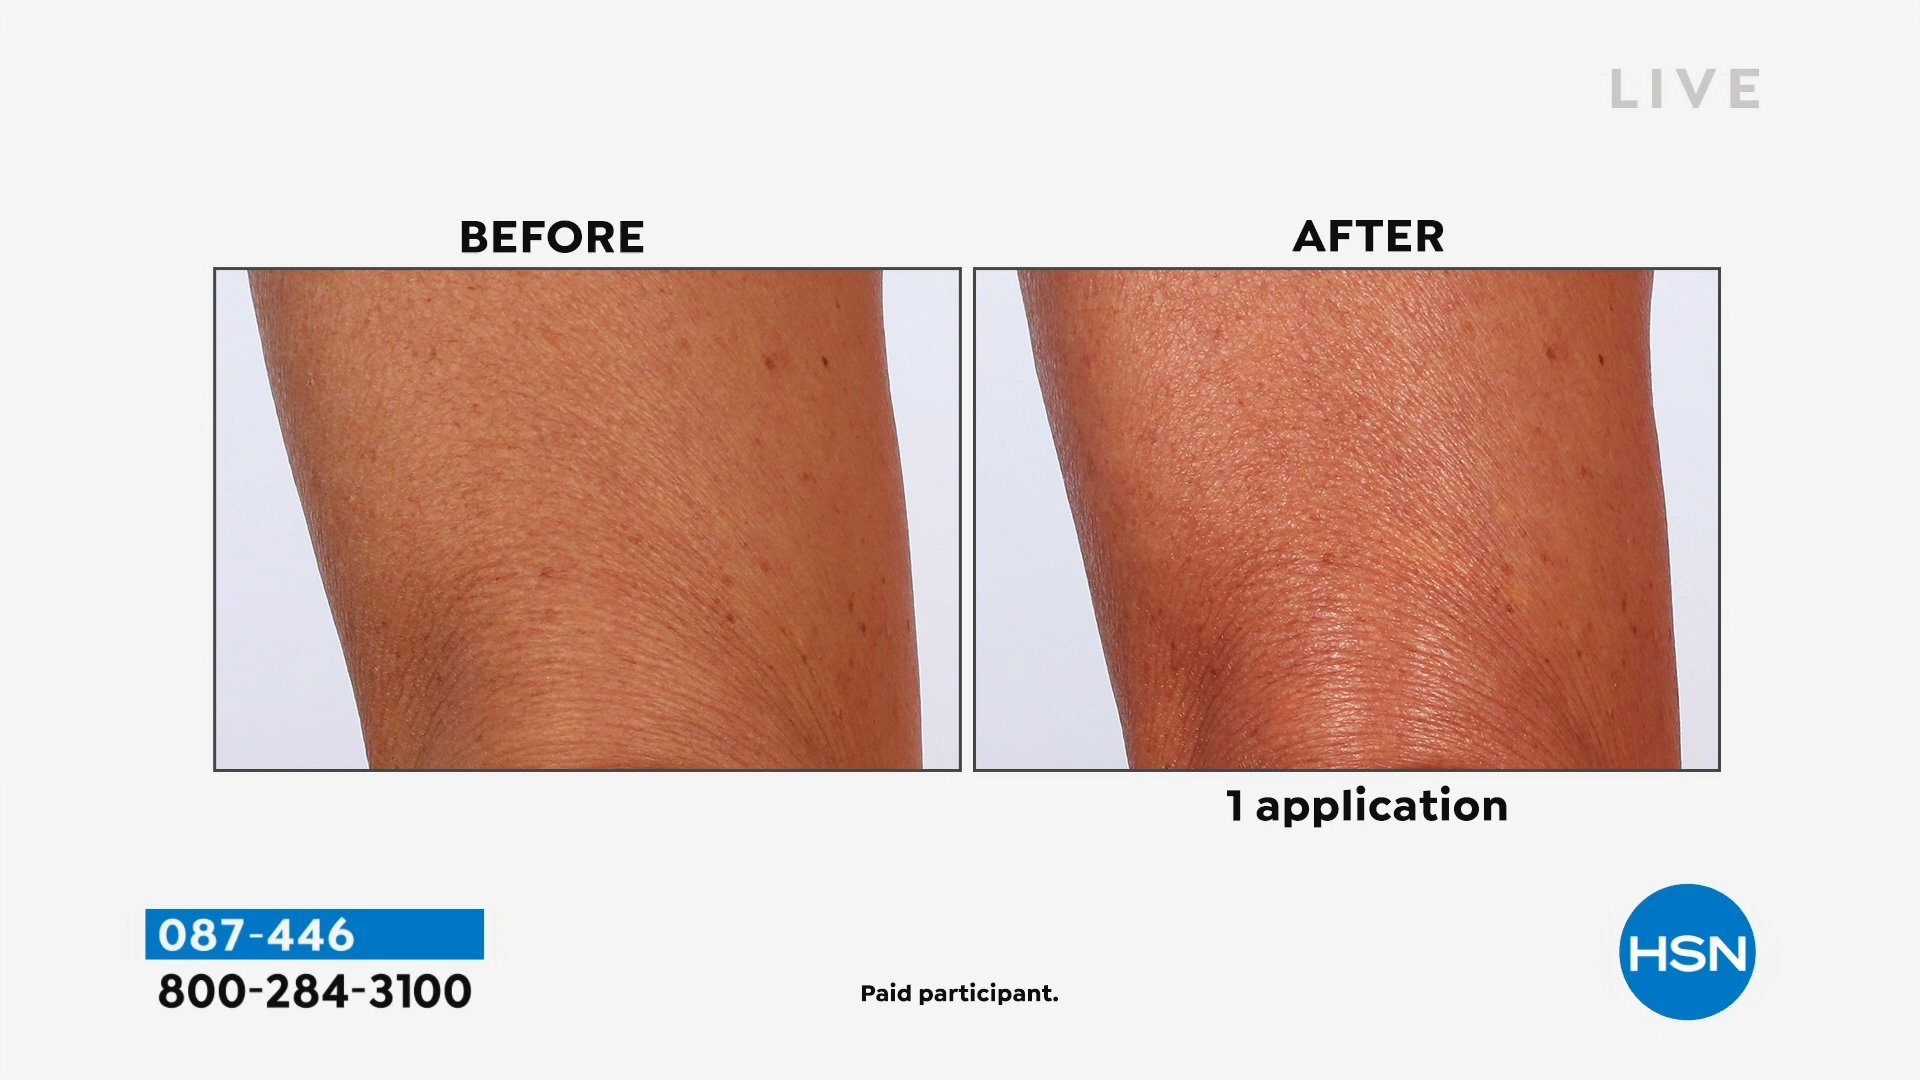 LIVE
BEFORE
AFTER
1 application
087-446
800-284-3100
Paid participant.
HSN